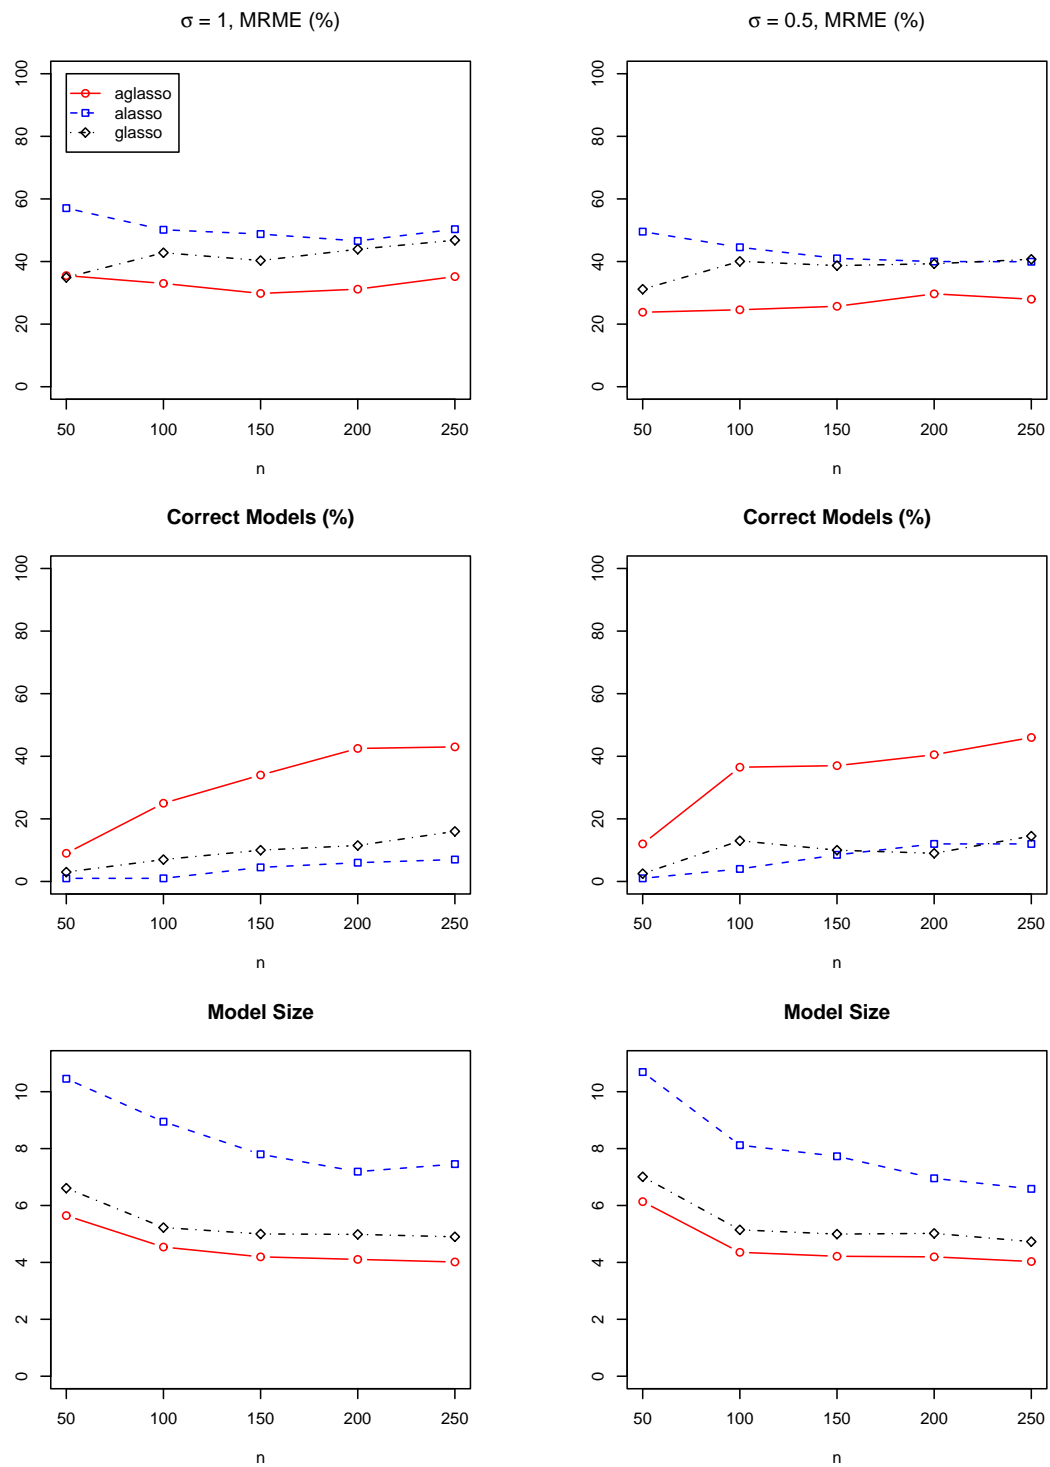 σ = 1, MRME (%)
100
80
60
40
20
0
aglasso
alasso
glasso
50 100 150 200 250
n
σ = 0.5, MRME (%)
100
80
60
40
20
0
50 100 150 200 250
n
Correct Models (%)
100
80
60
40
20
0
50 100 150 200 250
n
Correct Models (%)
100
80
60
40
20
0
50 100 150 200 250
n
Model Size
10
8
6
4
2
0
50 100 150 200 250
n
Model Size
10
8
6
4
2
0
50 100 150 200 250
n